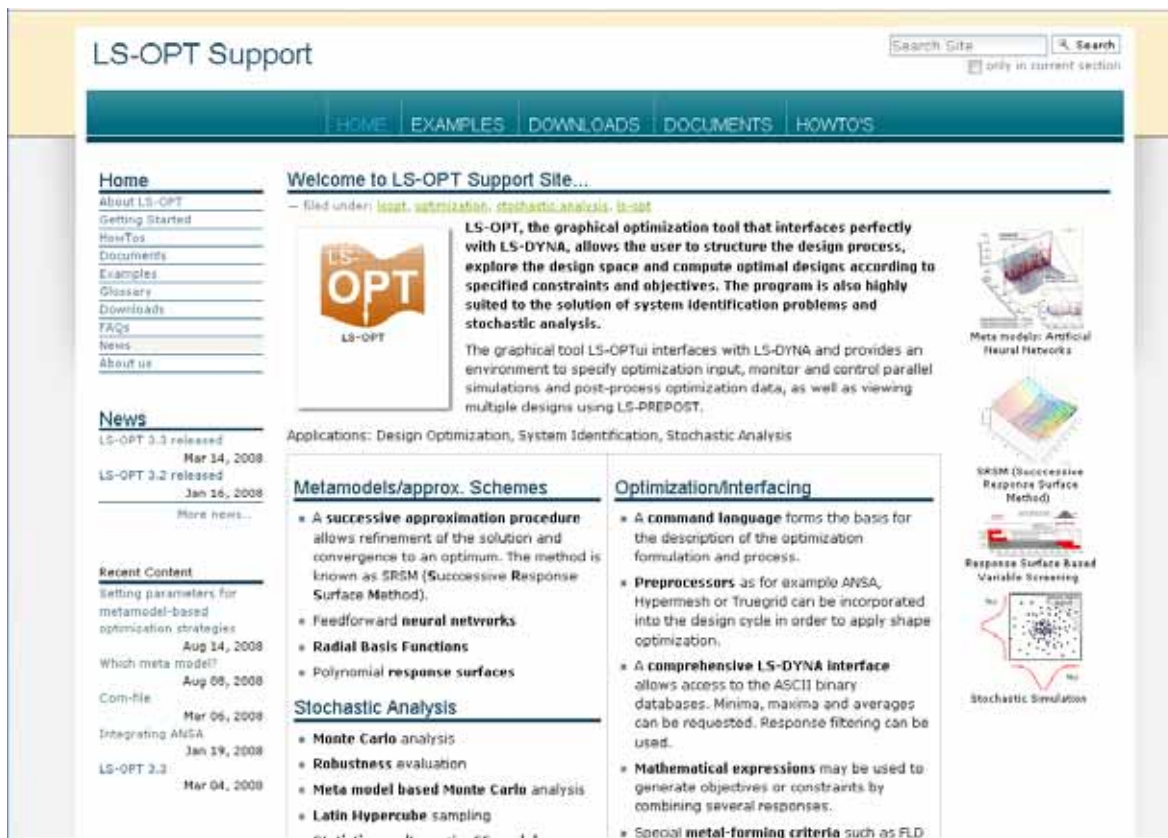 LS-OPT Support
Search Site
Search
only in current section
HOME
EXAMPLES
DOWNLOADS
DOCUMENTS
HOWTO'S
Home
About LS-OPT
Getting Started
HowTos
Documents
Examples
Glossary
Downloads
FAQs
News
About us
News
LS-OPT 3.3 released
Mar 14, 2008
LS-OPT 3.2 released
Jan 16, 2008
More news...
Recent Content
Setting parameters for
metamodel-based
optimization strategies
Aug 14, 2008
Which meta model?
Aug 08, 2008
Com-file
Mar 06, 2008
Integrating ANSA
Jan 19, 2008
LS-OPT 3.3
Mar 04, 2008
Welcome to LS-OPT Support Site...
— filed under: lsopt, optimization, stochastic analysis, ls-opt
LS-
OPT
LS-OPT
LS-OPT, the graphical optimization tool that interfaces perfectly
with LS-DYNA, allows the user to structure the design process,
explore the design space and compute optimal designs according to
specified constraints and objectives. The program is also highly
suited to the solution of system identification problems and
stochastic analysis.
The graphical tool LS-OPTui interfaces with LS-DYNA and provides an
environment to specify optimization input, monitor and control parallel
simulations and post-process optimization data, as well as viewing
multiple designs using LS-PREPOST.
Applications: Design Optimization, System Identification, Stochastic Analysis
Metamodels/approx. Schemes
A successive approximation procedure
allows refinement of the solution and
convergence to an optimum. The method is
known as SRSM (Successive Response
Surface Method).
Feedforward neural networks
Radial Basis Functions
Polynomial response surfaces
Stochastic Analysis
Monte Carlo analysis
Robustness evaluation
Meta model based Monte Carlo analysis
Latin Hypercube sampling
Optimization/Interfacing
A command language forms the basis for
the description of the optimization
formulation and process.
Preprocessors as for example ANSA,
Hypermesh or Truegrid can be incorporated
into the design cycle in order to apply shape
optimization.
A comprehensive LS-DYNA interface
allows access to the ASCII binary
databases. Minima, maxima and averages
can be requested. Response filtering can be
used.
Mathematical expressions may be used to
generate objectives or constraints by
combining several responses.
Special metal-forming criteria such as FLD
Meta models: Artificial
Neural Networks
SRSM (Successive
Response Surface
Method)
Response Surface Based
Variable Screening
Stochastic Simulation